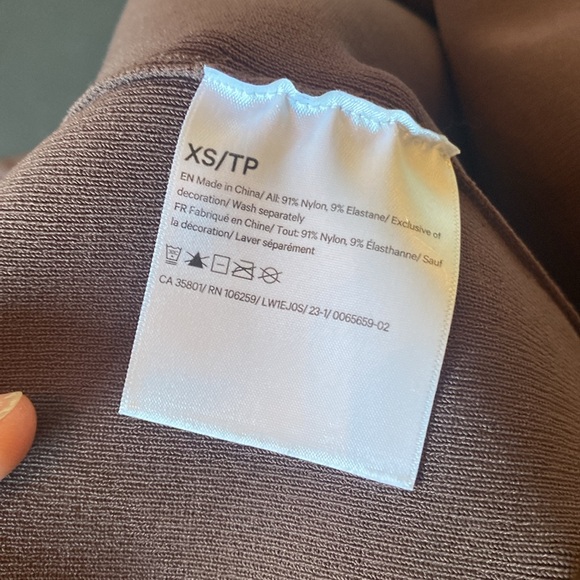 XS/TP
EN Made in China/ All: 91% Nylon, 9% Elastane/ Exclusive of
decoration/ Wash separately
FR Fabriqué en Chine/ Tout: 91% Nylon, 9% Élasthanne/ Sauf
la décoration/ Laver séparément
CA 35801/ RN 106259/ LW1EJ0S/ 23-1/ 0065659-02